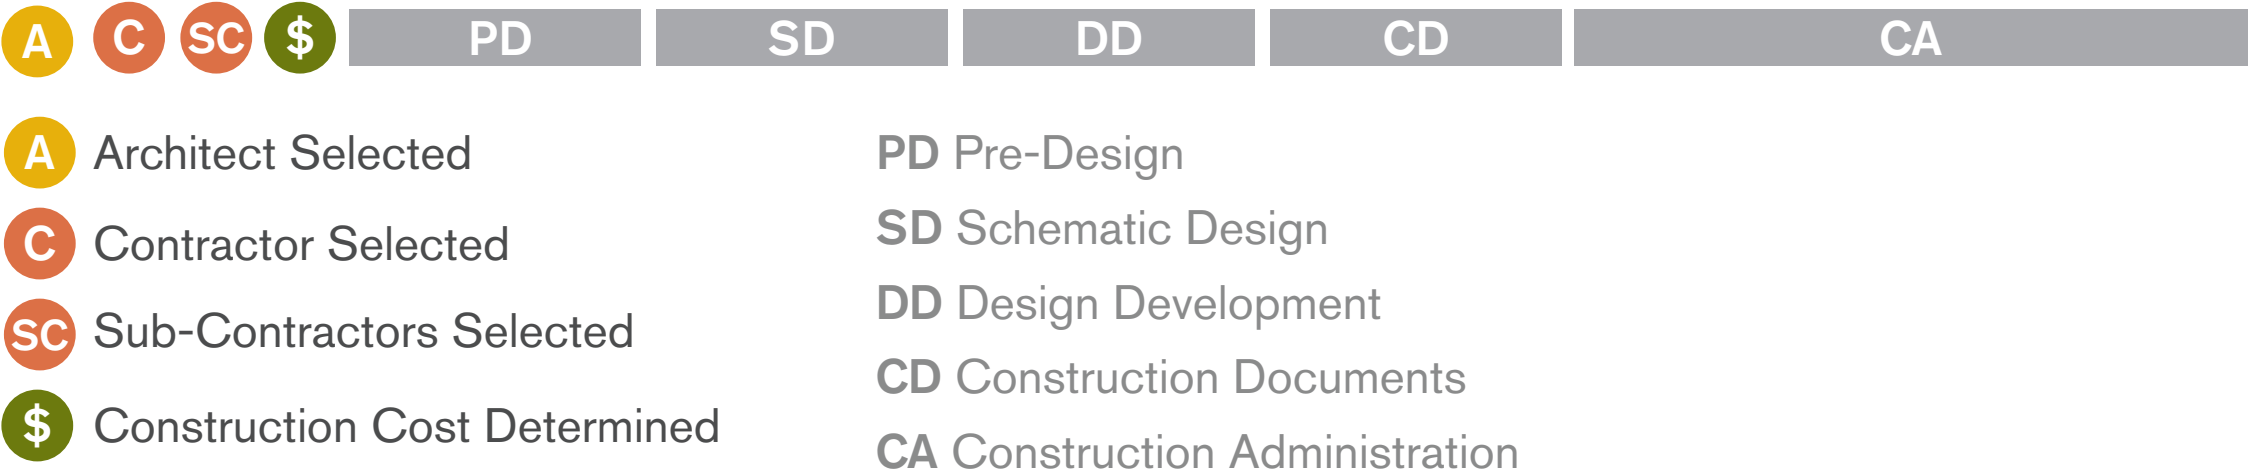 A C SC $ PD SD DD CD CA
A Architect Selected
C Contractor Selected
SC Sub-Contractors Selected
$ Construction Cost Determined
PD Pre-Design
SD Schematic Design
DD Design Development
CD Construction Documents
CA Construction Administration